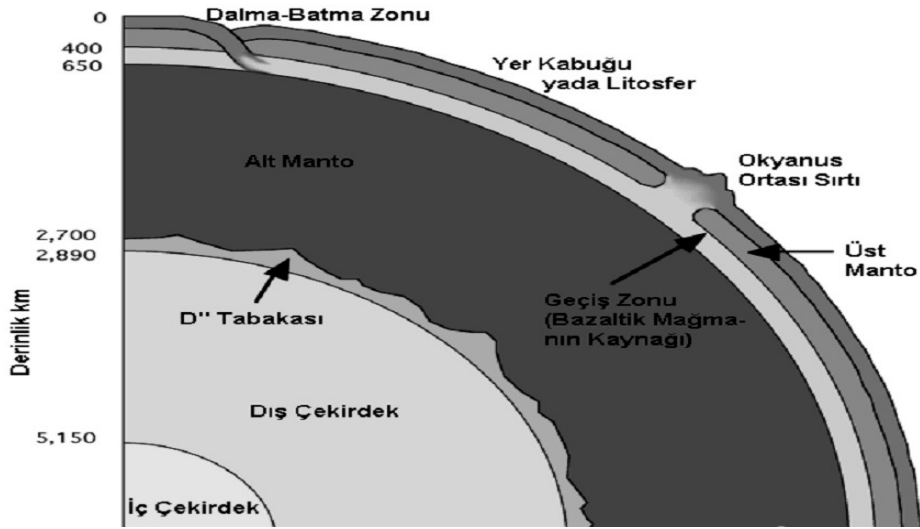 0
Dalma-Batma Zonu
400
650
Yer Kabuğu
yada Litosfer
Alt Manto
Okyanus
Ortası Sırtı
2,700
2,890
Üst
Manto
D'' Tabakası
Geçiş Zonu
(Bazaltik Mağma-
nın Kaynağı)
Derinlik km
Dış Çekirdek
5,150
İç Çekirdek